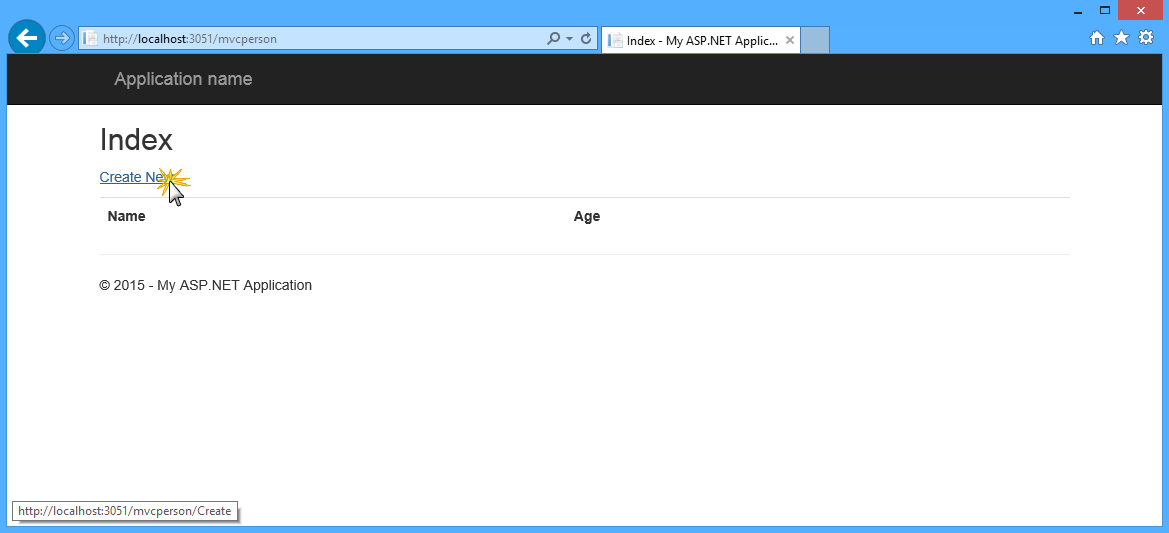 http://localhost:3051/mvcperson
Index - My ASP.NET Applic...
Application name
Index
Create New
Name Age
© 2015 - My ASP.NET Application
http://localhost:3051/mvcperson/Create